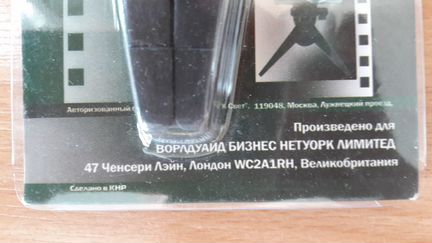 Авторизованный
Свет". 119048, Москва, Лужнецкий проезд,
Произведено для
ВОРЛДУАЙД БИЗНЕС НЕТУОРК ЛИМИТЕД
47 Ченсери Лэйн, Лондон WC2A1RH, Великобритания
Сделано в КНР